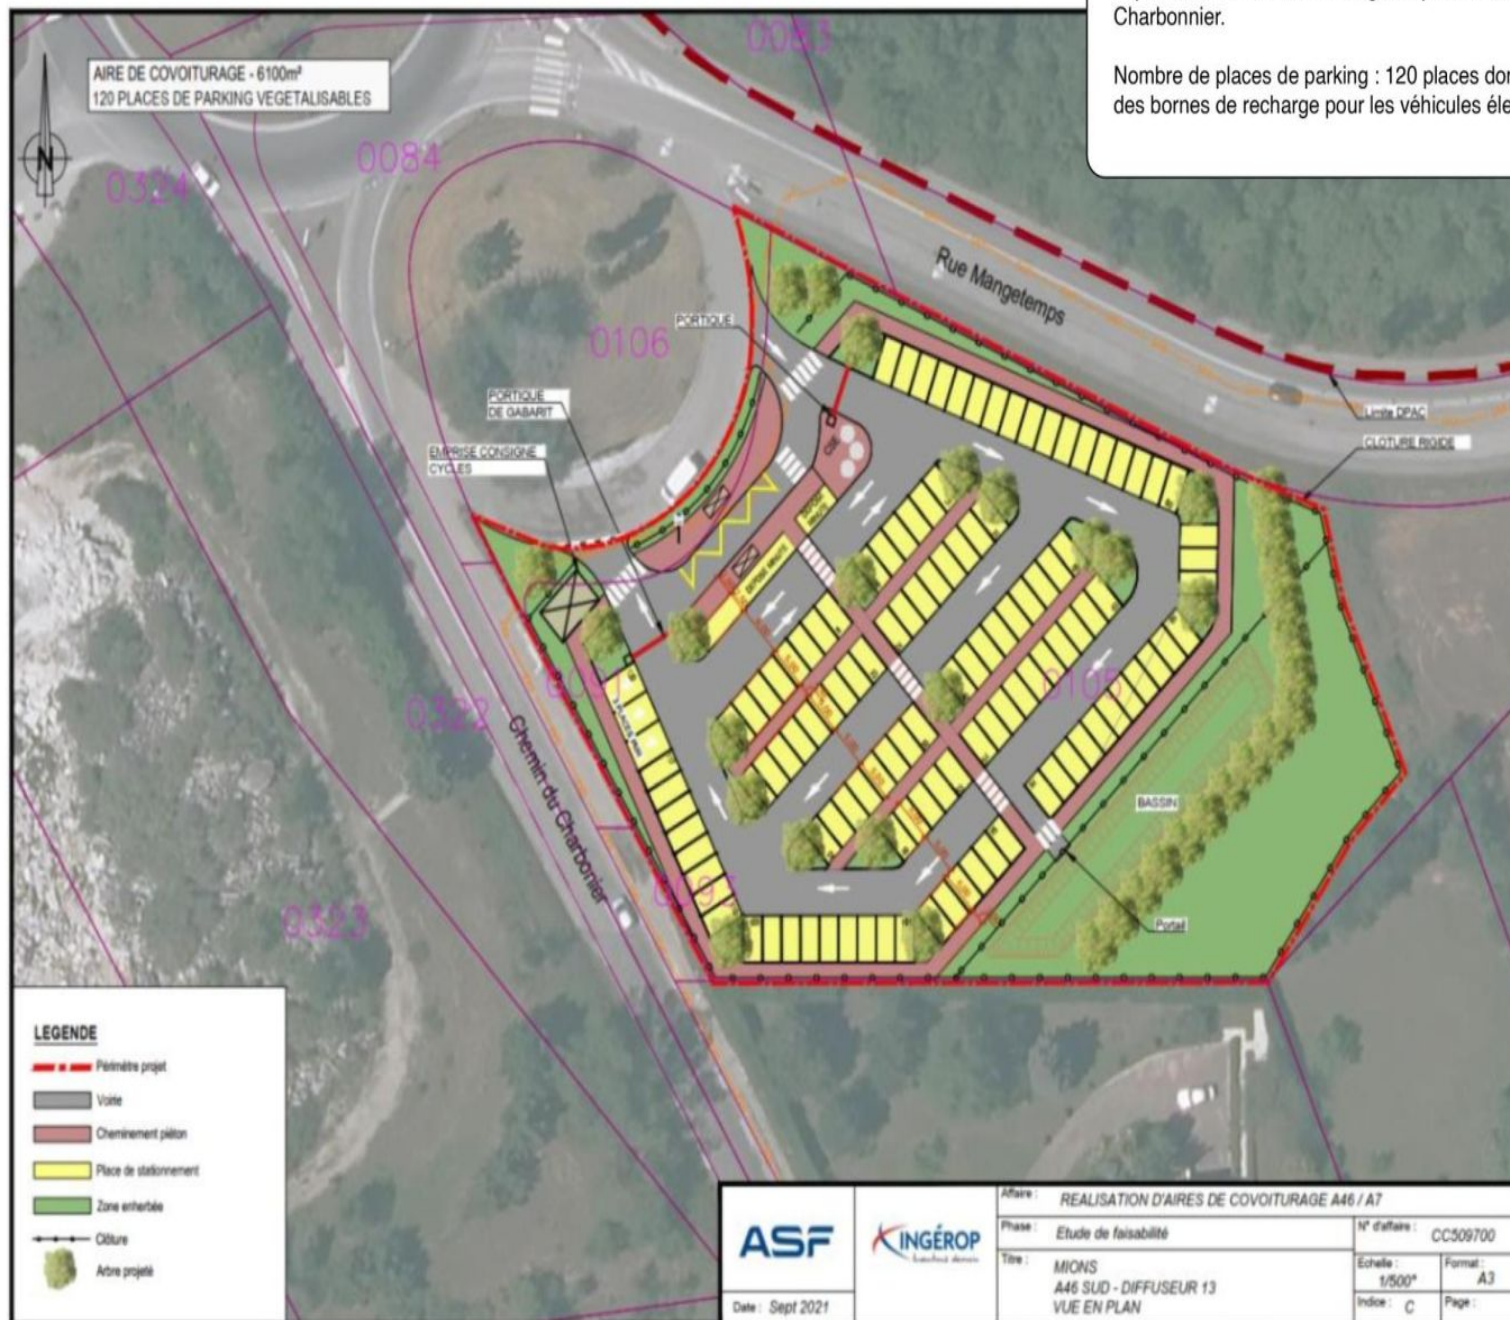 Charbonnier.
Nombre de places de parking : 120 places don
des bornes de recharge pour les véhicules éle
AIRE DE COVOITURAGE - 6100m²
120 PLACES DE PARKING VEGETALISABLES
N
0083
0084
0324
Rue Mangetemps
PORTIQUE
0106
PORTIQUE
DE GABARIT
Limite DPAC
CLOTURE RIGIDE
EMPRISE CONSIGNE
CYCLES
DEPOSE MINUTE
0105
0322
Chemin du Charbonier
BASSIN
0323
Portail
LEGENDE
Périmètre projet
Voirie
Cheminement piéton
Place de stationnement
Zone enherbée
Clôture
Arbre projeté
ASF
INGÉROP
Date : Sept 2021
Affaire : REALISATION D'AIRES DE COVOITURAGE A46 / A7
Phase : Etude de faisabilité
N° d'affaire : CC509700
Titre : MIONS
A46 SUD - DIFFUSEUR 13
VUE EN PLAN
Echelle : 1/500°
Format : A3
Indice : C
Page :